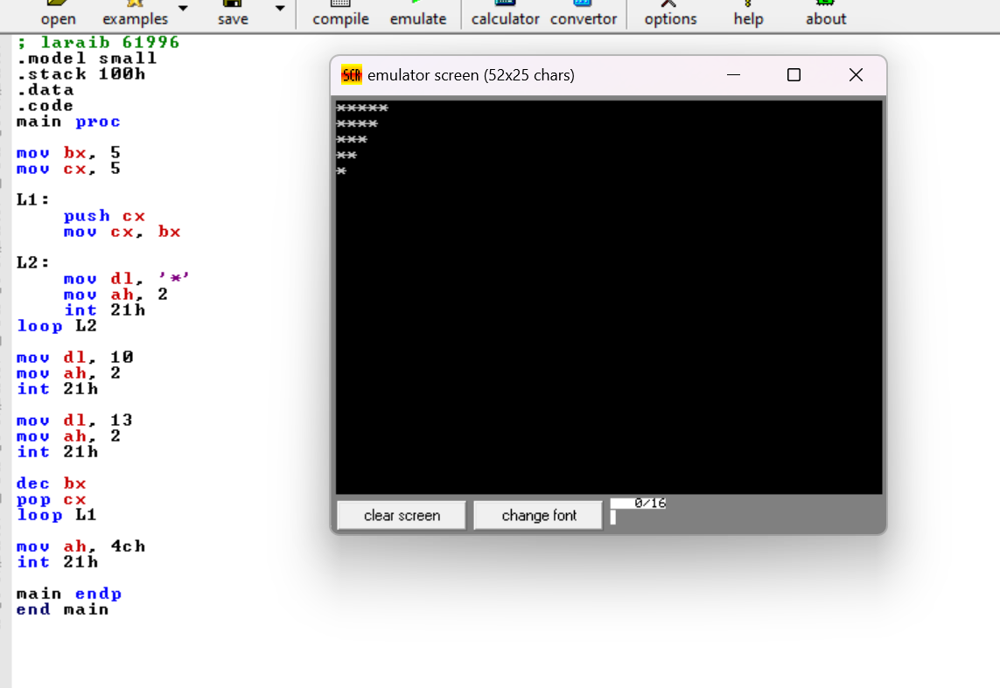 open examples save compile emulate calculator convertor options help about
; laraib 61996
.model small
.stack 100h
.data
.code
main proc
mov bx, 5
mov cx, 5
L1:
push cx
mov cx, bx
L2:
mov dl, '*'
mov ah, 2
int 21h
loop L2
mov dl, 10
mov ah, 2
int 21h
mov dl, 13
mov ah, 2
int 21h
dec bx
pop cx
loop L1
mov ah, 4ch
int 21h
main endp
end main
SCR emulator screen (52x25 chars)
*****
****
***
**
*
clear screen change font 0/16